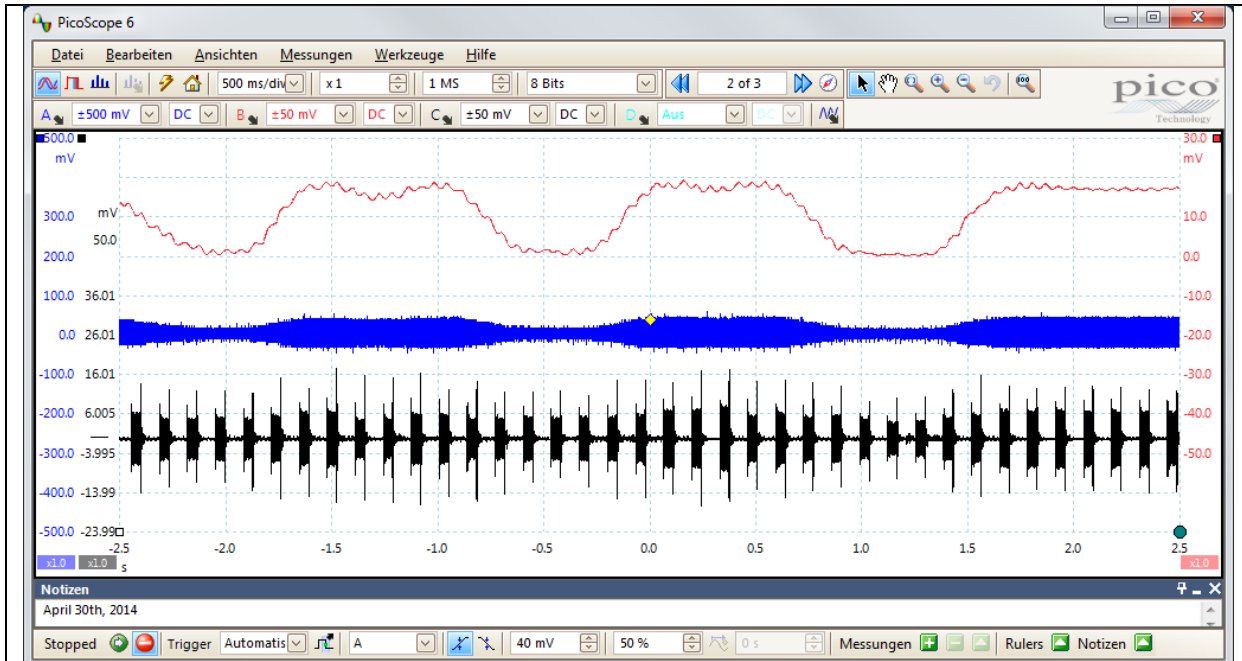 PicoScope 6
Datei Bearbeiten Ansichten Messungen Werkzeuge Hilfe
500 ms/div x 1 1 MS 8 Bits 2 of 3
pico
Technology
A ±500 mV DC B ±50 mV DC C ±50 mV DC D Aus DC
500.0 30.0
mV mV
300.0 mV 10.0
50.0
200.0 0.0
100.0 36.01 -10.0
0.0 26.01 -20.0
-100.0 16.01 -30.0
-200.0 6.005 -40.0
-300.0 -3.995 -50.0
-400.0 -13.99
-500.0 -23.99
-2.5 -2.0 -1.5 -1.0 -0.5 0.0 0.5 1.0 1.5 2.0 2.5
x1.0 x1.0 s x1.0
Notizen
April 30th, 2014
Stopped Trigger Automatis A 40 mV 50 % 0 s Messungen Rulers Notizen